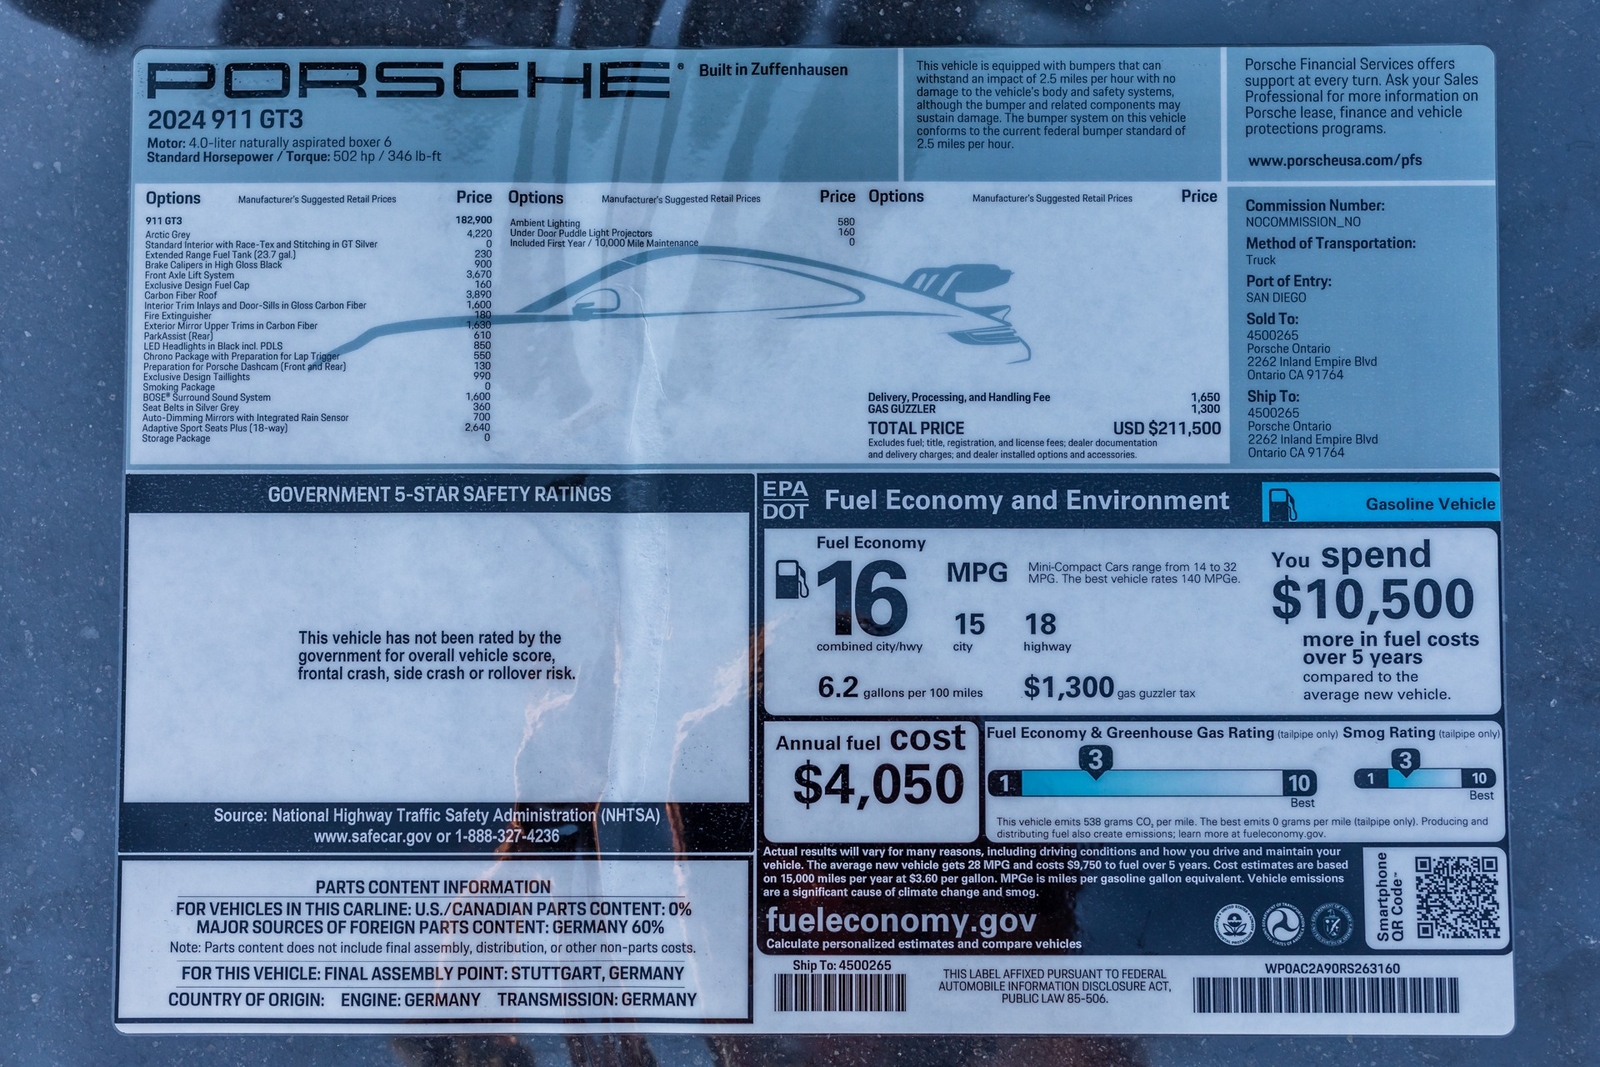 PORSCHE® Built in Zuffenhausen
2024 911 GT3
Motor: 4.0-liter naturally aspirated boxer 6
Standard Horsepower / Torque: 502 hp / 346 lb-ft
This vehicle is equipped with bumpers that can
withstand an impact of 2.5 miles per hour with no
damage to the vehicle's body and safety systems,
although the bumper and related components may
sustain damage. The bumper system on this vehicle
conforms to the current federal bumper standard of
2.5 miles per hour.
Porsche Financial Services offers
support at every turn. Ask your Sales
Professional for more information on
Porsche lease, finance and vehicle
protections programs.
www.porscheusa.com/pfs
Options Manufacturer's Suggested Retail Prices Price
911 GT3 182,900
Arctic Grey 4,220
Standard Interior with Race-Tex and Stitching in GT Silver 0
Extended Range Fuel Tank (23.7 gal.) 230
Brake Calipers in High Gloss Black 900
Front Axle Lift System 3,670
Exclusive Design Fuel Cap 160
Carbon Fiber Roof 3,890
Interior Trim Inlays and Door-Sills in Gloss Carbon Fiber 1,600
Fire Extinguisher 180
Exterior Mirror Upper Trims in Carbon Fiber 1,630
ParkAssist (Rear) 610
LED Headlights in Black incl. PDLS 850
Chrono Package with Preparation for Lap Trigger 550
Preparation for Porsche Dashcam (Front and Rear) 130
Exclusive Design Taillights 990
Smoking Package 0
BOSE® Surround Sound System 1,600
Seat Belts in Silver Grey 360
Auto-Dimming Mirrors with Integrated Rain Sensor 700
Adaptive Sport Seats Plus (18-way) 2,640
Storage Package 0
Options Manufacturer's Suggested Retail Prices Price
Ambient Lighting 580
Under Door Puddle Light Projectors 160
Included First Year / 10,000 Mile Maintenance 0
Options Manufacturer's Suggested Retail Prices Price
Delivery, Processing, and Handling Fee 1,650
GAS GUZZLER 1,300
TOTAL PRICE USD $211,500
Excludes fuel; title, registration, and license fees; dealer documentation
and delivery charges; and dealer installed options and accessories.
Commission Number:
NOCOMMISSION_NO
Method of Transportation:
Truck
Port of Entry:
SAN DIEGO
Sold To:
4500265
Porsche Ontario
2262 Inland Empire Blvd
Ontario CA 91764
Ship To:
4500265
Porsche Ontario
2262 Inland Empire Blvd
Ontario CA 91764
GOVERNMENT 5-STAR SAFETY RATINGS
This vehicle has not been rated by the
government for overall vehicle score,
frontal crash, side crash or rollover risk.
Source: National Highway Traffic Safety Administration (NHTSA)
www.safecar.gov or 1-888-327-4236
PARTS CONTENT INFORMATION
FOR VEHICLES IN THIS CARLINE: U.S./CANADIAN PARTS CONTENT: 0%
MAJOR SOURCES OF FOREIGN PARTS CONTENT: GERMANY 60%
Note: Parts content does not include final assembly, distribution, or other non-parts costs.
FOR THIS VEHICLE: FINAL ASSEMBLY POINT: STUTTGART, GERMANY
COUNTRY OF ORIGIN: ENGINE: GERMANY TRANSMISSION: GERMANY
EPA
DOT
Fuel Economy and Environment
Gasoline Vehicle
Fuel Economy
16 MPG
combined city/hwy
15
city
18
highway
Mini-Compact Cars range from 14 to 32
MPG. The best vehicle rates 140 MPGe.
6.2 gallons per 100 miles
$1,300 gas guzzler tax
You spend
$10,500
more in fuel costs
over 5 years
compared to the
average new vehicle.
Annual fuel cost
$4,050
Fuel Economy & Greenhouse Gas Rating (tailpipe only)
3
1 10
Best
Smog Rating (tailpipe only)
3
1 10
Best
This vehicle emits 538 grams CO₂ per mile. The best emits 0 grams per mile (tailpipe only). Producing and
distributing fuel also create emissions; learn more at fueleconomy.gov.
Actual results will vary for many reasons, including driving conditions and how you drive and maintain your
vehicle. The average new vehicle gets 28 MPG and costs $9,750 to fuel over 5 years. Cost estimates are based
on 15,000 miles per year at $3.60 per gallon. MPGe is miles per gasoline gallon equivalent. Vehicle emissions
are a significant cause of climate change and smog.
fueleconomy.gov
Calculate personalized estimates and compare vehicles
Smartphone
QR Code™
Ship To: 4500265
THIS LABEL AFFIXED PURSUANT TO FEDERAL
AUTOMOBILE INFORMATION DISCLOSURE ACT,
PUBLIC LAW 85-506.
WP0AC2A90RS263160